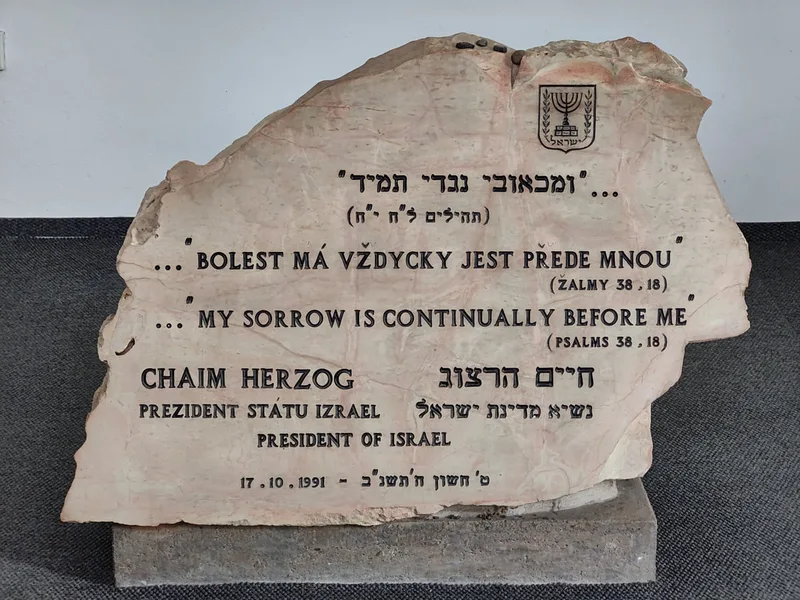 ישראל
..."ומכאובי נגדי תמיד"
(תהילים ל"ח י"ח)
..."BOLEST MÁ VŽDYCKY JEST PŘEDE MNOU"
(ŽALMY 38,18)
..."MY SORROW IS CONTINUALLY BEFORE ME"
(PSALMS 38,18)
CHAIM HERZOG חיים הרצוג
PREZIDENT STÁTU IZRAEL נשיא מדינת ישראל
PRESIDENT OF ISRAEL
17.10.1991 - ט' חשון ה'תשנ"ב